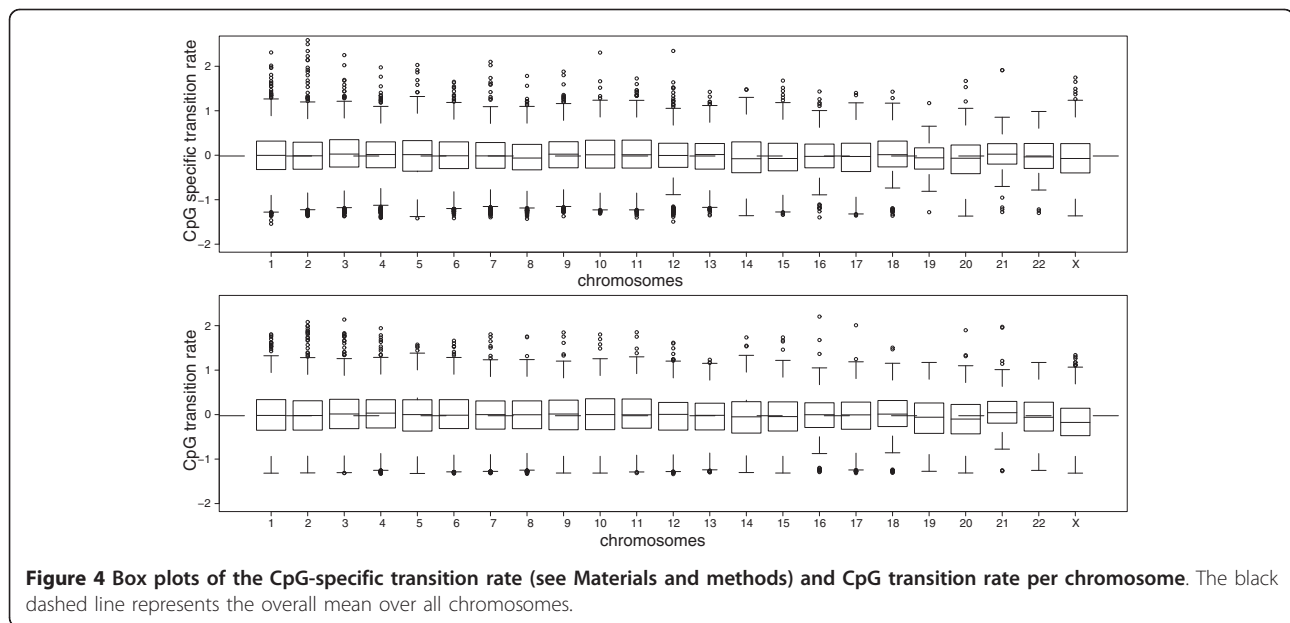 CpG specific transition rate
2
1
0
−1
−2
1 2 3 4 5 6 7 8 9 10 11 12 13 14 15 16 17 18 19 20 21 22 X
chromosomes
CpG transition rate
2
1
0
−1
−2
1 2 3 4 5 6 7 8 9 10 11 12 13 14 15 16 17 18 19 20 21 22 X
chromosomes
Figure 4 Box plots of the CpG-specific transition rate (see Materials and methods) and CpG transition rate per chromosome. The black
dashed line represents the overall mean over all chromosomes.